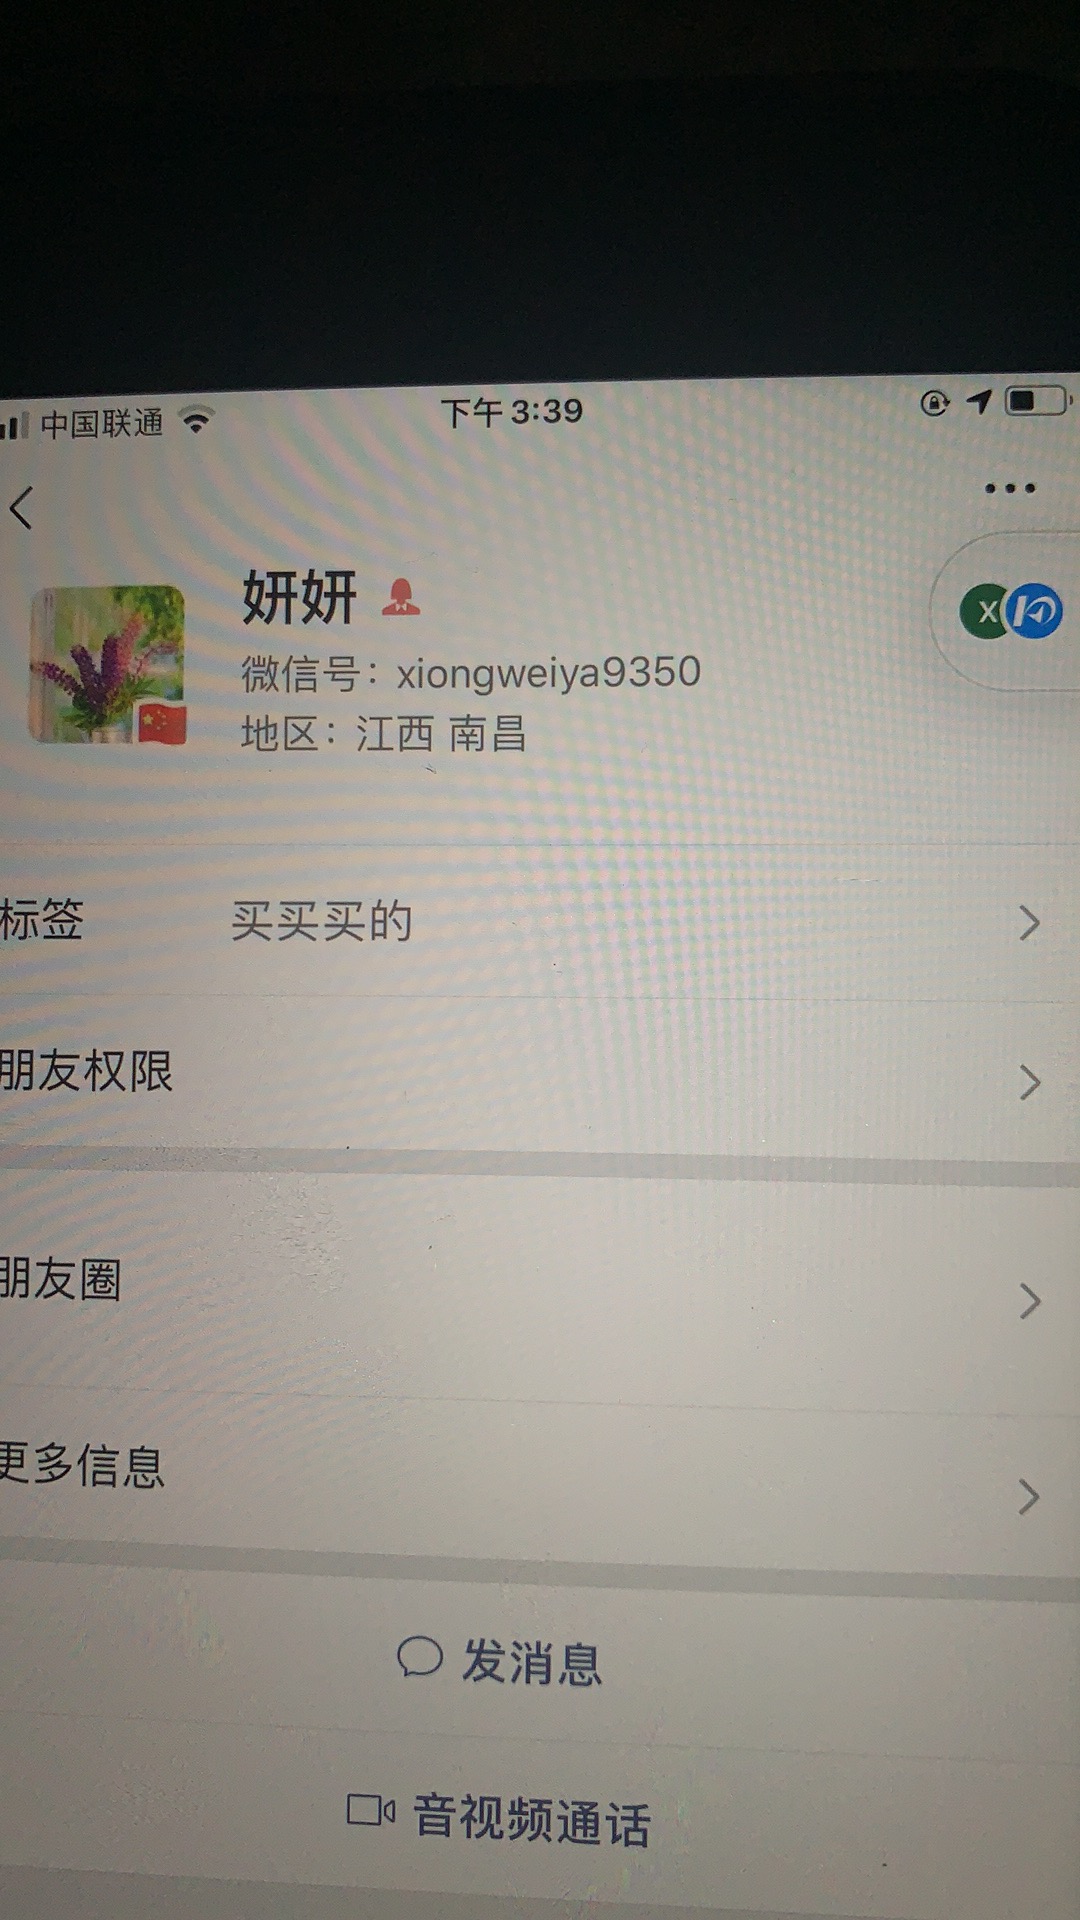 中国联通 下午 3:39
妍妍
微信号：xiongweiya9350
地区：江西 南昌
X
标签 买买买的
朋友权限
朋友圈
更多信息
发消息
音视频通话